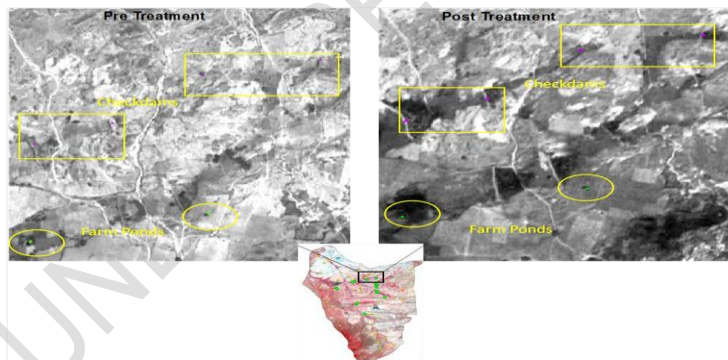 Pre Treatment
Checkdams
Farm Ponds
Post Treatment
Checkdams
Farm Ponds